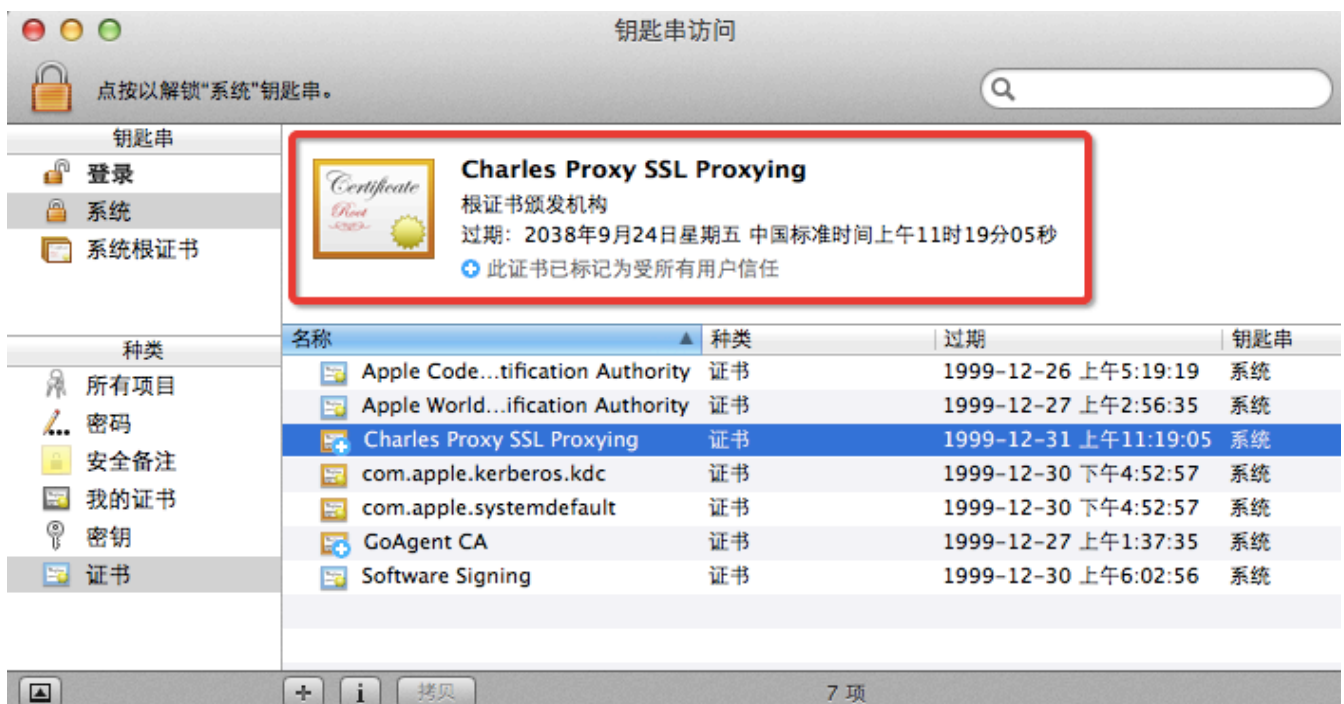 钥匙串访问
点按以解锁“系统”钥匙串。
钥匙串
登录
系统
系统根证书
种类
所有项目
密码
安全备注
我的证书
密钥
证书
Certificate
Root
Charles Proxy SSL Proxying
根证书颁发机构
过期：2038年9月24日星期五 中国标准时间上午11时19分05秒
此证书已标记为受所有用户信任
名称 种类 过期 钥匙串
Apple Code...tification Authority 证书 1999-12-26 上午5:19:19 系统
Apple World...ification Authority 证书 1999-12-27 上午2:56:35 系统
Charles Proxy SSL Proxying 证书 1999-12-31 上午11:19:05 系统
com.apple.kerberos.kdc 证书 1999-12-30 下午4:52:57 系统
com.apple.systemdefault 证书 1999-12-30 下午4:52:57 系统
GoAgent CA 证书 1999-12-27 上午1:37:35 系统
Software Signing 证书 1999-12-30 上午6:02:56 系统
+ i 拷贝 7 项